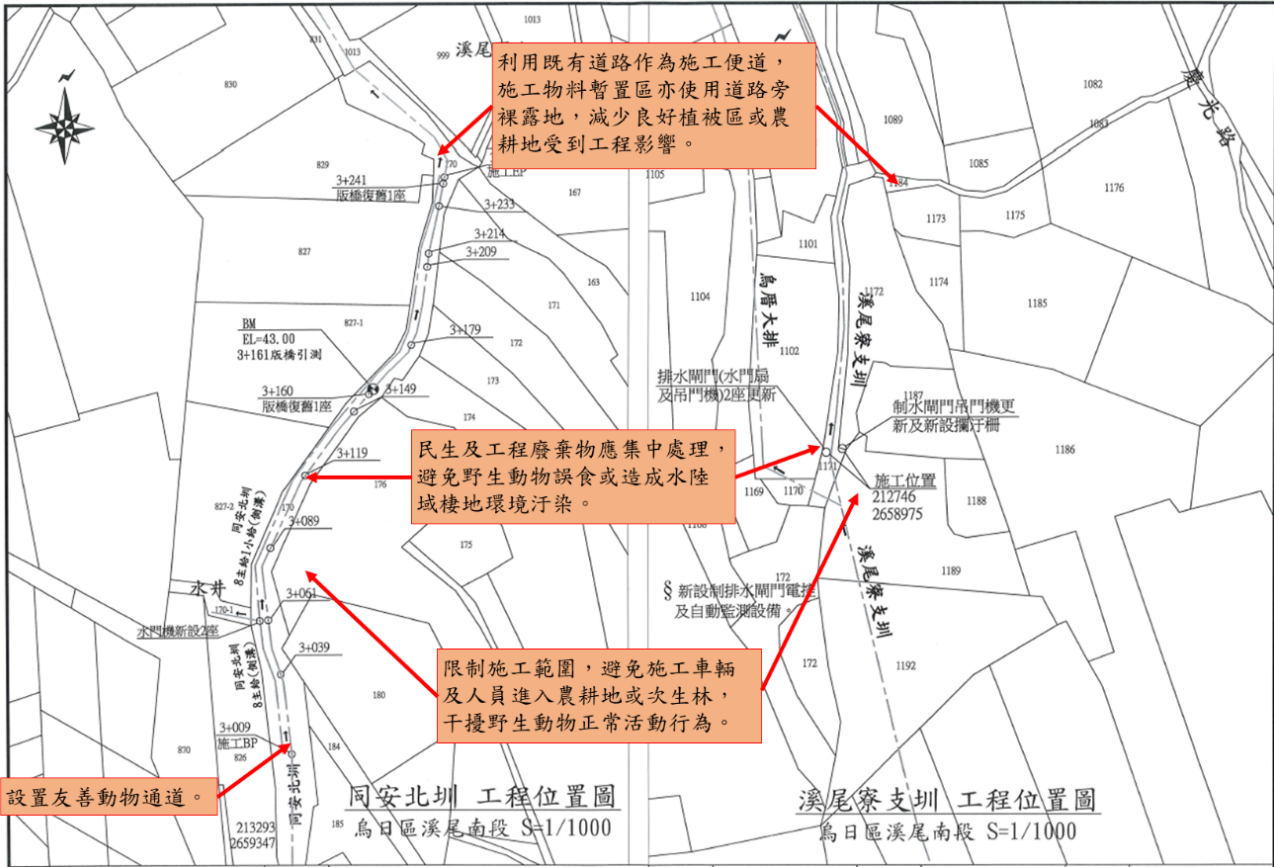 利用既有道路作為施工便道，
施工物料暫置區亦使用道路旁
裸露地，減少良好植被區或農
耕地受到工程影響。
民生及工程廢棄物應集中處理，
避免野生動物誤食或造成水陸
域棲地環境汙染。
限制施工範圍，避免施工車輛
及人員進入農耕地或次生林，
干擾野生動物正常活動行為。
設置友善動物通道。
831
1013
999
溪尾
1013
830
829
70
施工EP
167
3+241
版橋復舊1座
3+233
3+214
3+209
827
163
171
827-1
BM
EL=43.00
3+161版橋引測
172
3+179
173
3+160
版橋復舊1座
3+149
174
3+119
176
827-2
同安北圳
8主給1小給(側溝)
170
3+089
175
水井
170-1
3+061
水門機新設2座
同安北圳
8主給(側溝)
3+039
180
3+009
施工BP
870
826
184
同安北圳
185
213293
2659347
同安北圳 工程位置圖
烏日區溪尾南段 S=1/1000
慶光路
1082
1083
1089
1085
1105
1184
1176
1173
1175
1101
1174
1104
烏厝大排
1172
溪尾寮支圳
1185
1102
排水閘門(水門扇
及吊門機)2座更新
1187
制水閘門吊門機更
新及新設攔汙柵
1186
1171
施工位置
212746
2658975
1169
1170
1188
172
1189
§ 新設制排水閘門電控
及自動監測設備。
溪尾寮支圳
172
1192
溪尾寮支圳 工程位置圖
烏日區溪尾南段 S=1/1000